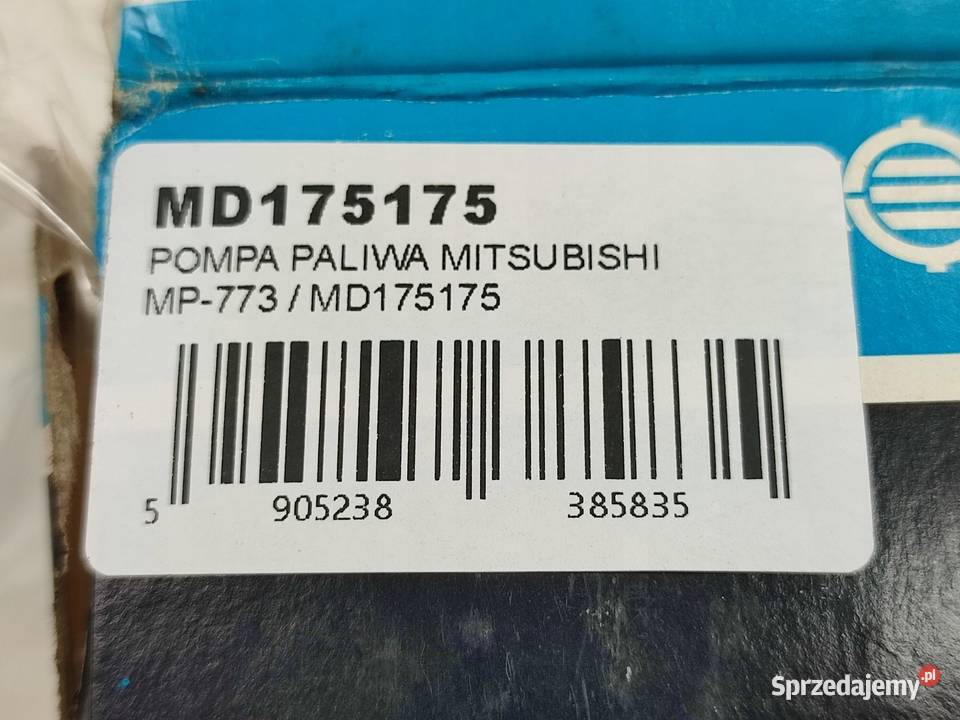 MD175175
POMPA PALIWA MITSUBISHI
MP-773 / MD175175
5 905238 385835
Sprzedajemy.pl